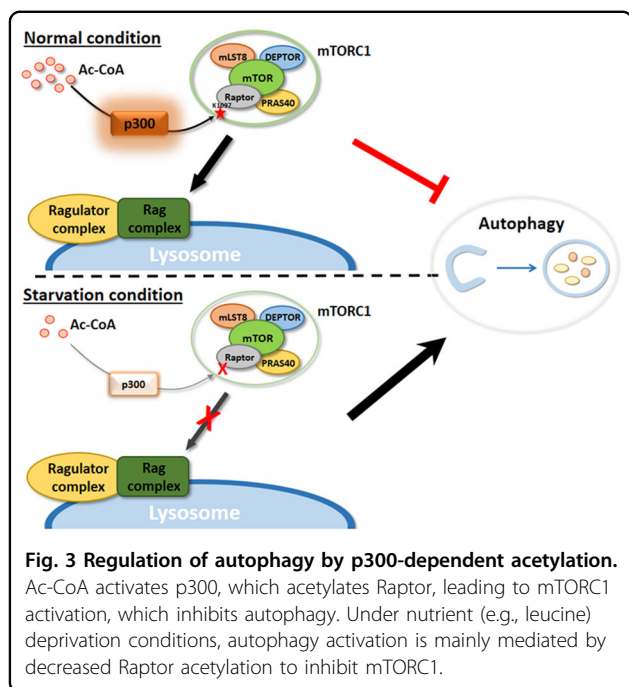 Normal condition
Ac-CoA
p300
mTORC1
mLST8
DEPTOR
mTOR
Raptor
PRAS40
K1097
Ragulator
complex
Rag
complex
Lysosome
Autophagy
Starvation condition
Ac-CoA
p300
mTORC1
mLST8
DEPTOR
mTOR
Raptor
PRAS40
X
Ragulator
complex
Rag
complex
Lysosome
Fig. 3 Regulation of autophagy by p300-dependent acetylation.
Ac-CoA activates p300, which acetylates Raptor, leading to mTORC1
activation, which inhibits autophagy. Under nutrient (e.g., leucine)
deprivation conditions, autophagy activation is mainly mediated by
decreased Raptor acetylation to inhibit mTORC1.